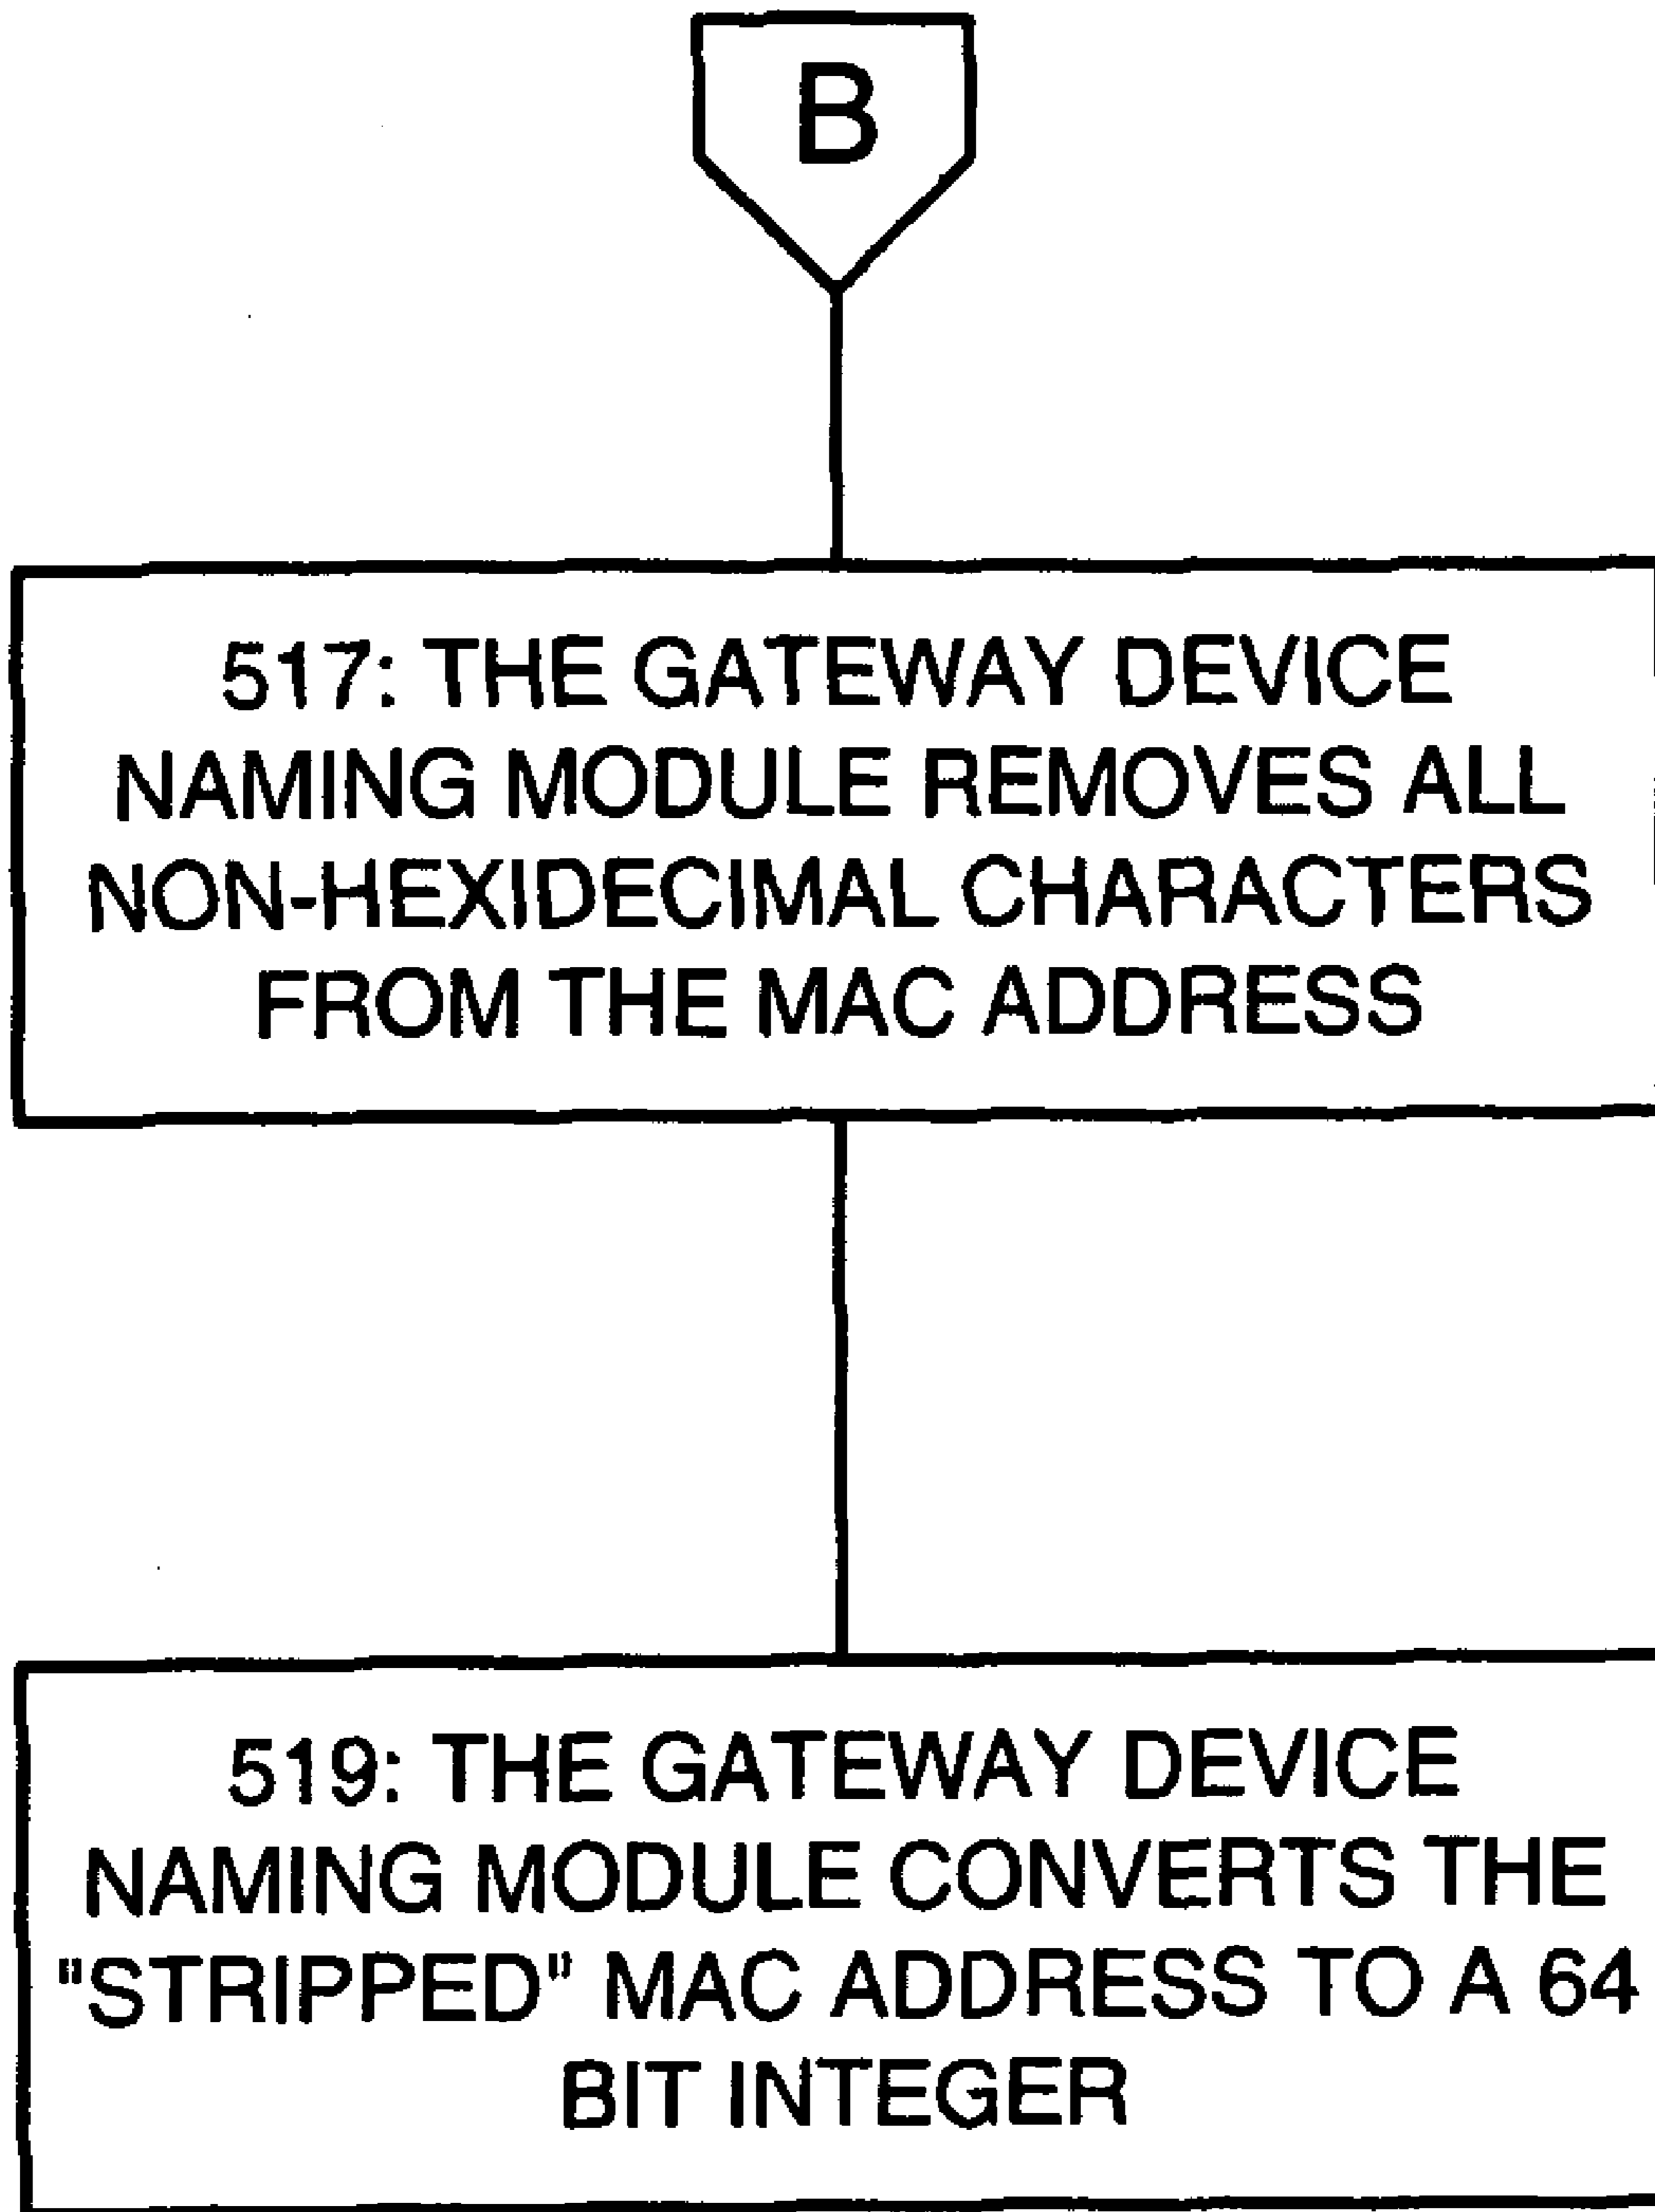 B
517: THE GATEWAY DEVICE
NAMING MODULE REMOVES ALL
NON-HEXIDECIMAL CHARACTERS
FROM THE MAC ADDRESS
519: THE GATEWAY DEVICE
NAMING MODULE CONVERTS THE
"STRIPPED" MAC ADDRESS TO A 64
BIT INTEGER